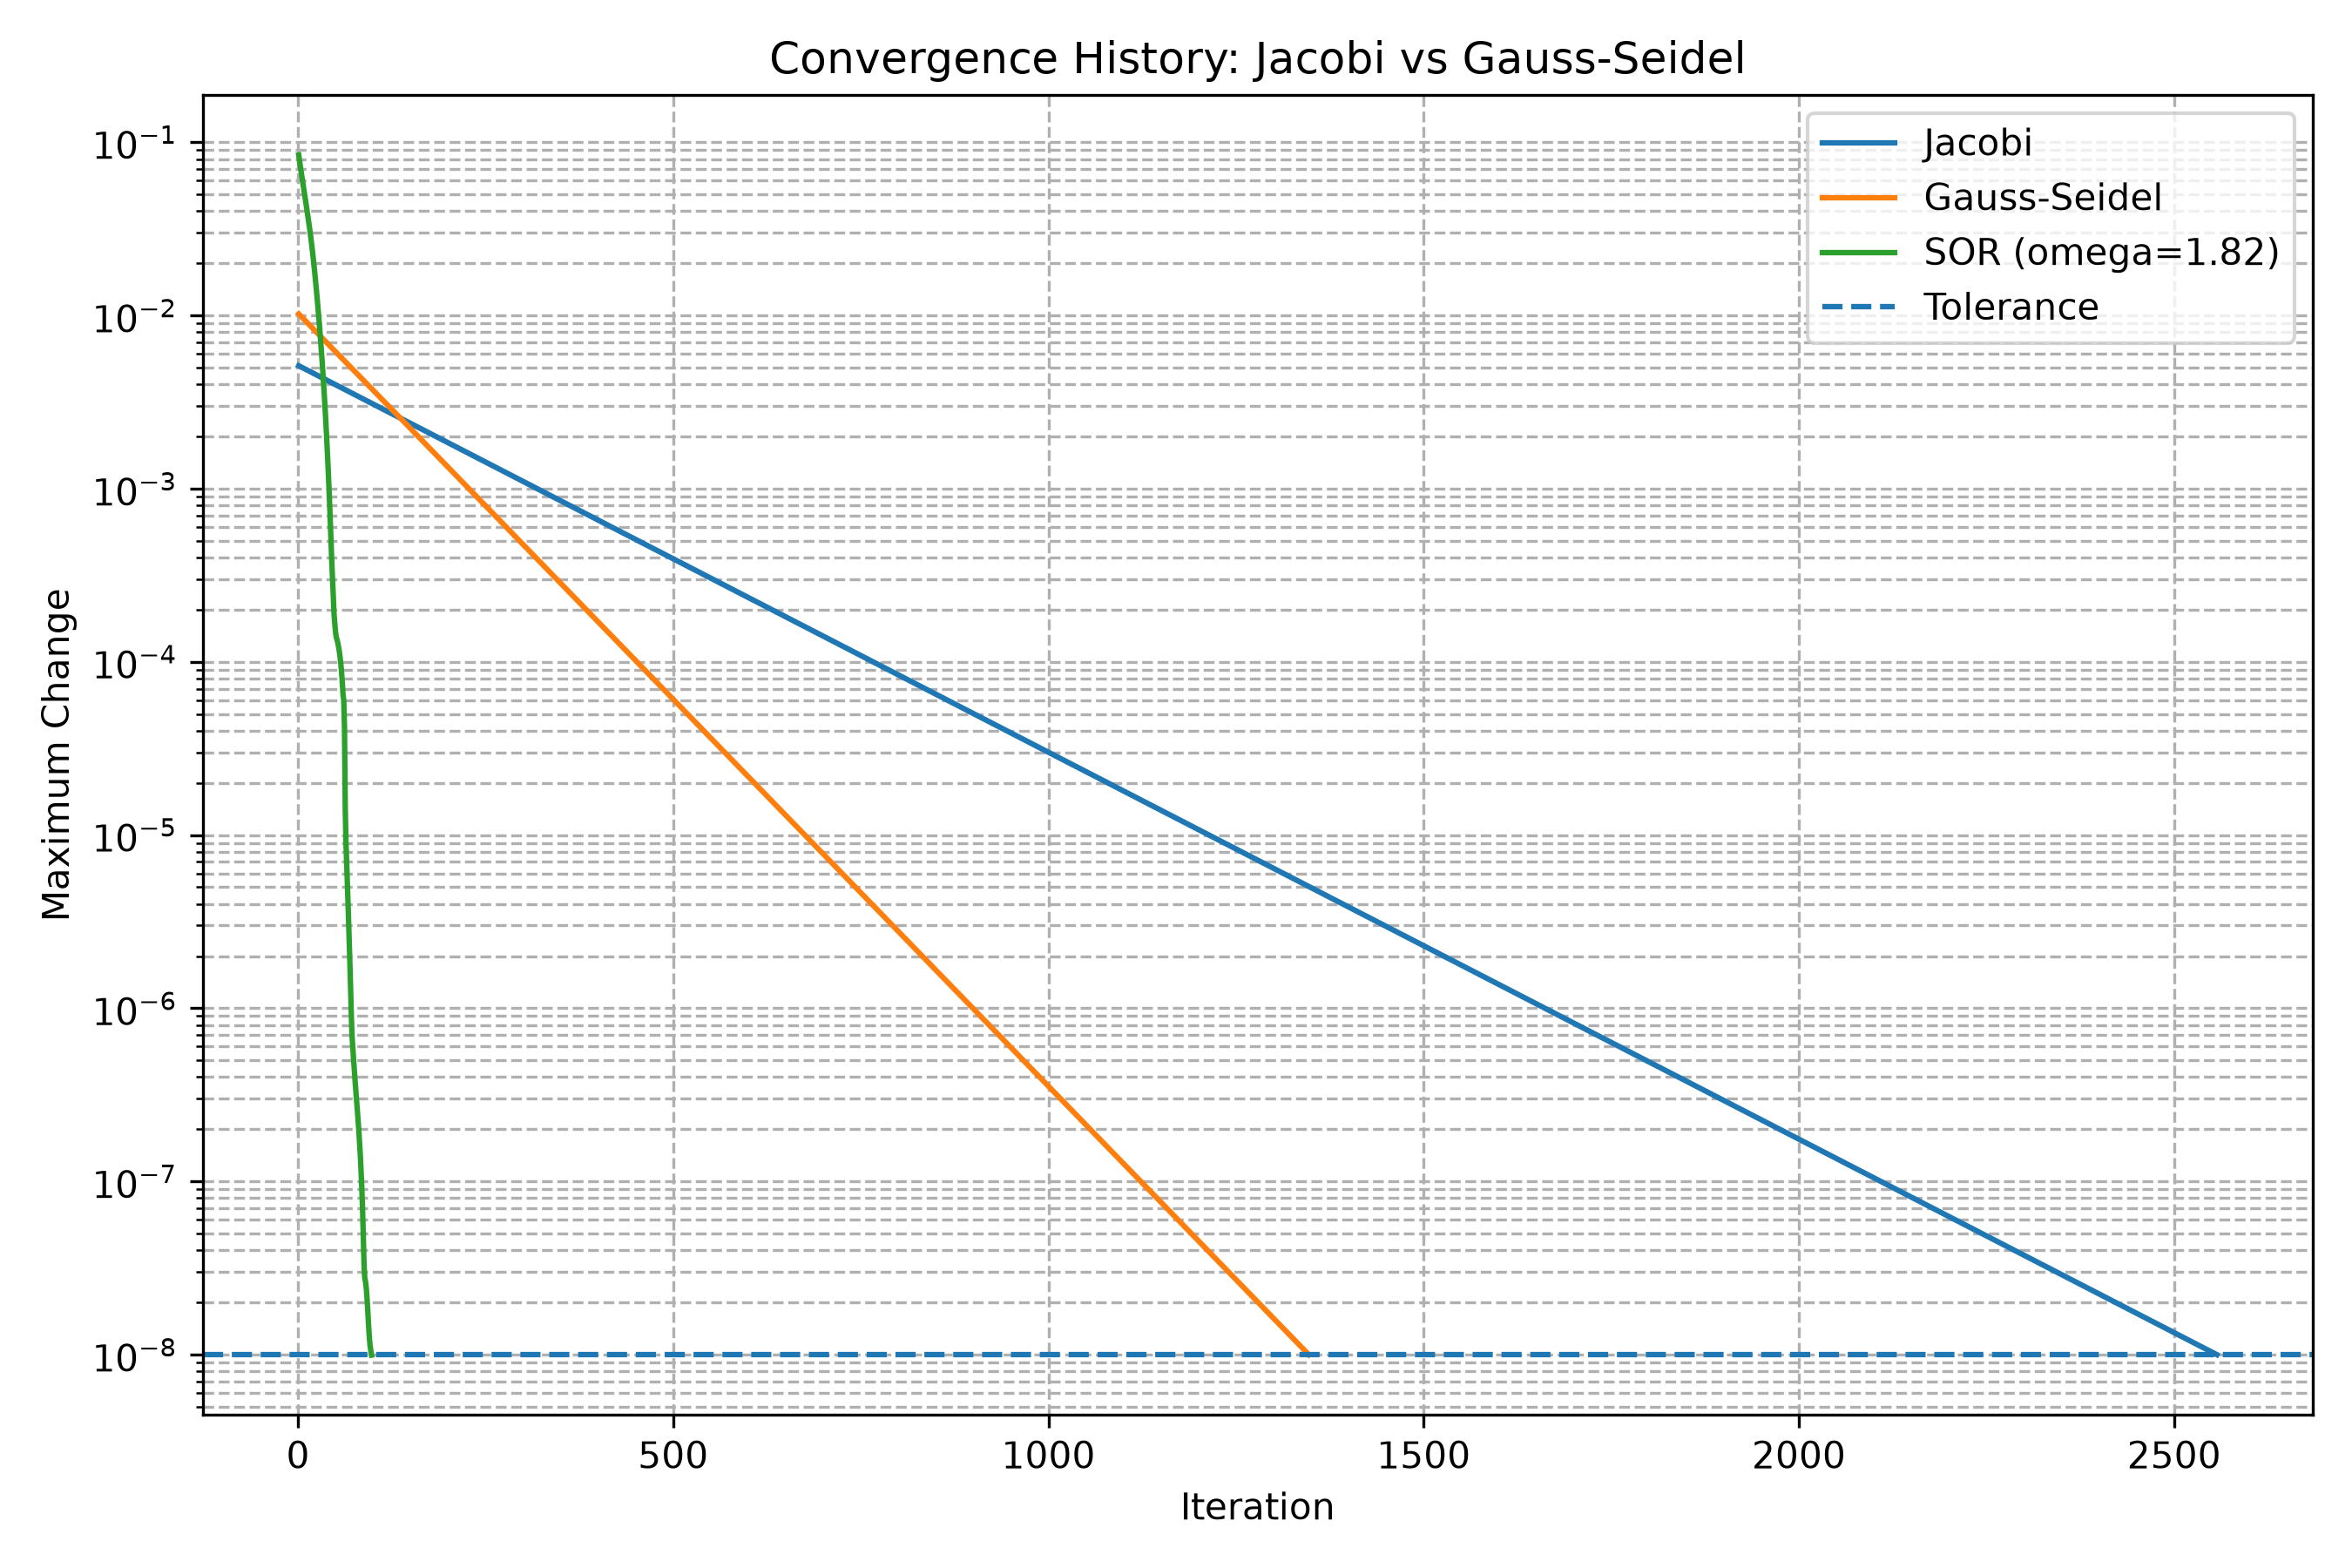 Convergence History: Jacobi vs Gauss-Seidel
Jacobi
Gauss-Seidel
SOR (omega=1.82)
Tolerance
Maximum Change
10⁻¹
10⁻²
10⁻³
10⁻⁴
10⁻⁵
10⁻⁶
10⁻⁷
10⁻⁸
0 500 1000 1500 2000 2500
Iteration